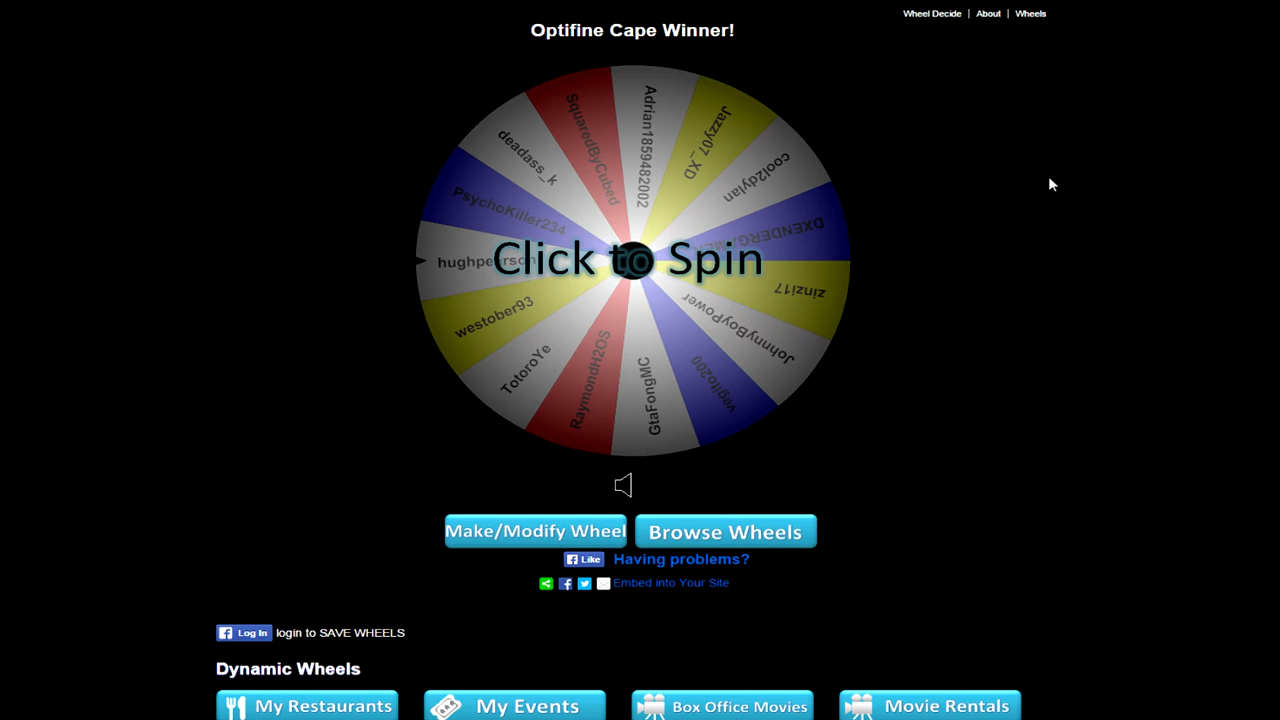 Wheel Decide | About | Wheels
Optifine Cape Winner!
Adrian1859482002
Jazzy07_XD
cool2dylan
DXENDERGAME
zinzi17
JohnnyBoyPower
vegito200
GtaFongMC
RaymondH2OS
TotoroYe
westober93
hughpearson
PsychoKiller234
deadass_k
SquaredByCubed
Click to Spin
Make/Modify Wheel Browse Wheels
Like Having problems?
Embed into Your Site
Log In login to SAVE WHEELS
Dynamic Wheels
My Restaurants My Events Box Office Movies Movie Rentals